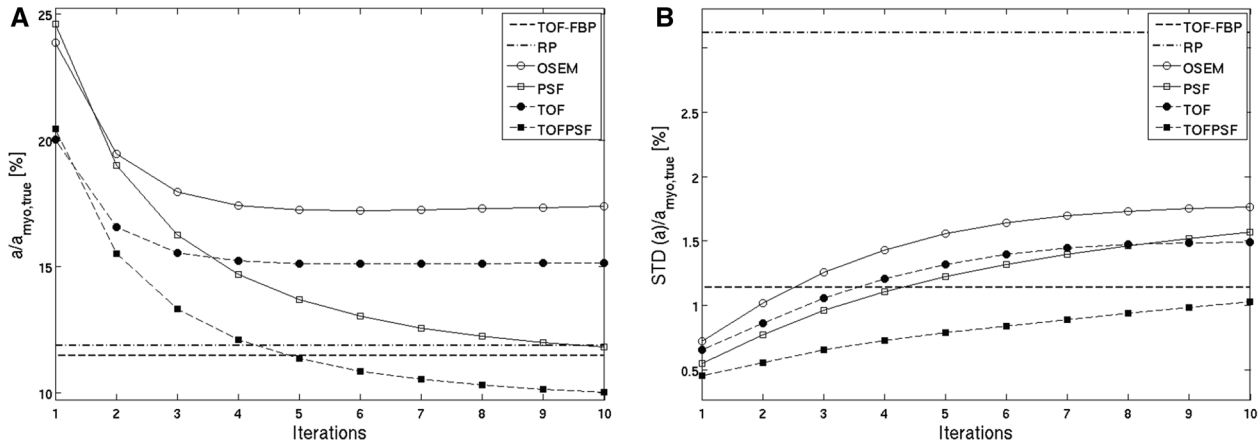 A
25
20
15
10
a/a myo,true [%]
1 2 3 4 5 6 7 8 9 10
Iterations
TOF-FBP
RP
OSEM
PSF
TOF
TOFPSF
B
2.5
2
1.5
1
0.5
STD (a)/a myo,true [%]
1 2 3 4 5 6 7 8 9 10
Iterations
TOF-FBP
RP
OSEM
PSF
TOF
TOFPSF